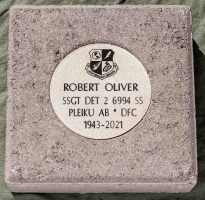 ROBERT OLIVER
SSGT DET 2 6994 SS
PLEIKU AB * DFC
1943-2021